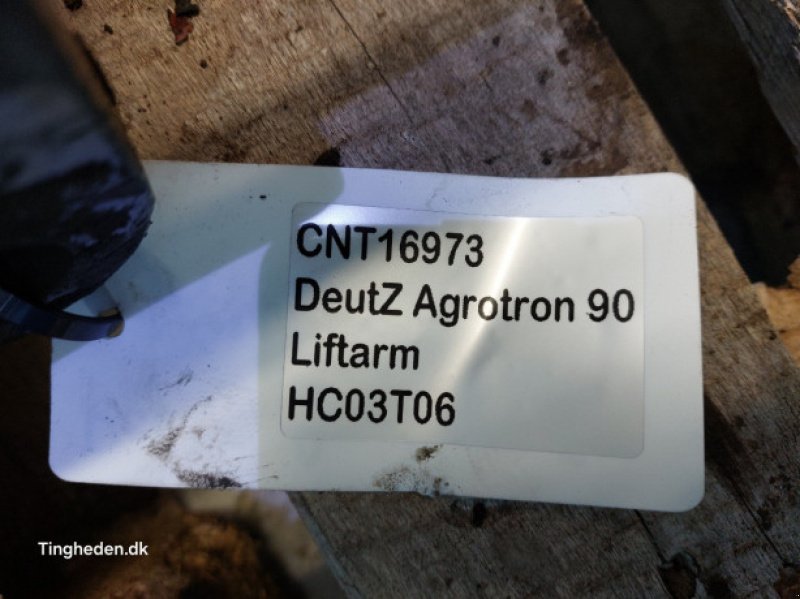 CNT16973
DeutZ Agrotron 90
Liftarm
HC03T06
Tingheden.dk